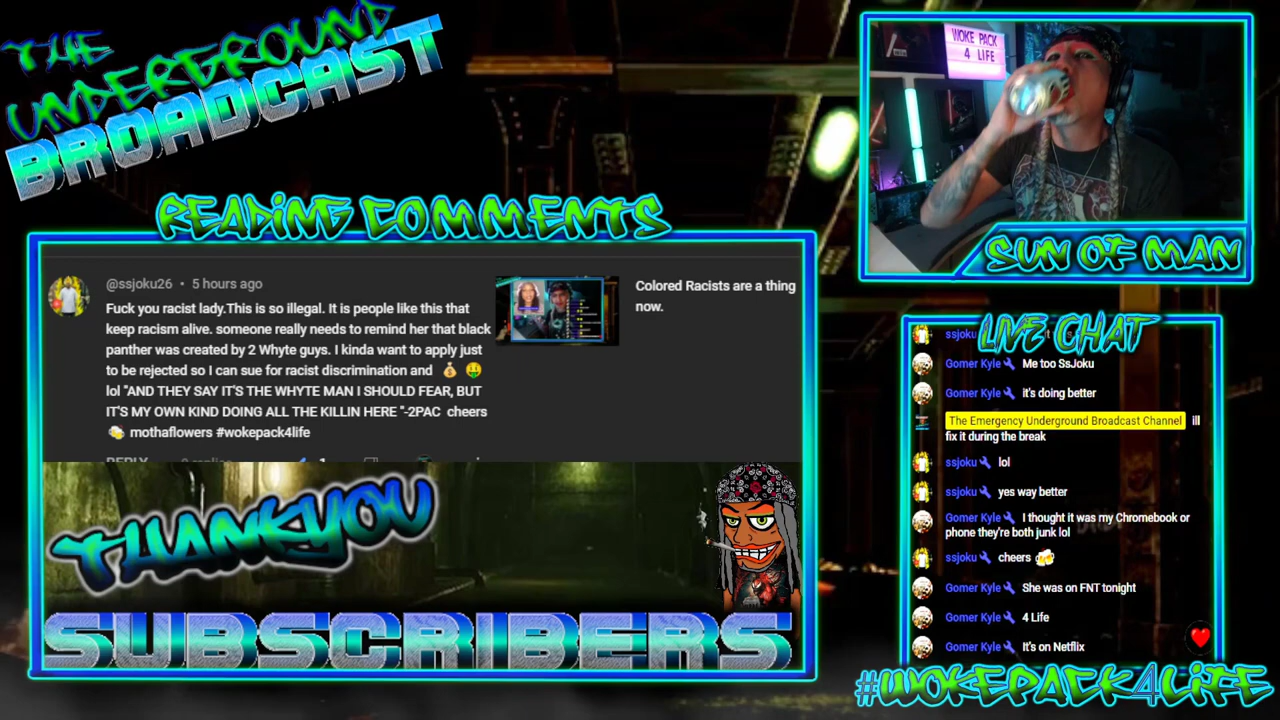 THE
UNDERGROUND
BROADCAST
READING COMMENTS
@ssjoku26 • 5 hours ago
Fuck you racist lady.This is so illegal. It is people like this that
keep racism alive. someone really needs to remind her that black
panther was created by 2 Whyte guys. I kinda want to apply just
to be rejected so I can sue for racist discrimination and 💰 🤑
lol "AND THEY SAY IT'S THE WHYTE MAN I SHOULD FEAR, BUT
IT'S MY OWN KIND DOING ALL THE KILLIN HERE "-2PAC cheers
🍻 mothaflowers #wokepack4life
Colored Racists are a thing
now.
THANKYOU
SUBSCRIBERS
WOKE PACK
4 LIFE
SUN OF MAN
LIVE CHAT
ssjoku
Gomer Kyle Me too SsJoku
Gomer Kyle it's doing better
The Emergency Underground Broadcast Channel ill
fix it during the break
ssjoku lol
ssjoku yes way better
Gomer Kyle I thought it was my Chromebook or
phone they're both junk lol
ssjoku cheers 🍻
Gomer Kyle She was on FNT tonight
Gomer Kyle 4 Life
Gomer Kyle It's on Netflix
#WOKEPACK4LIFE